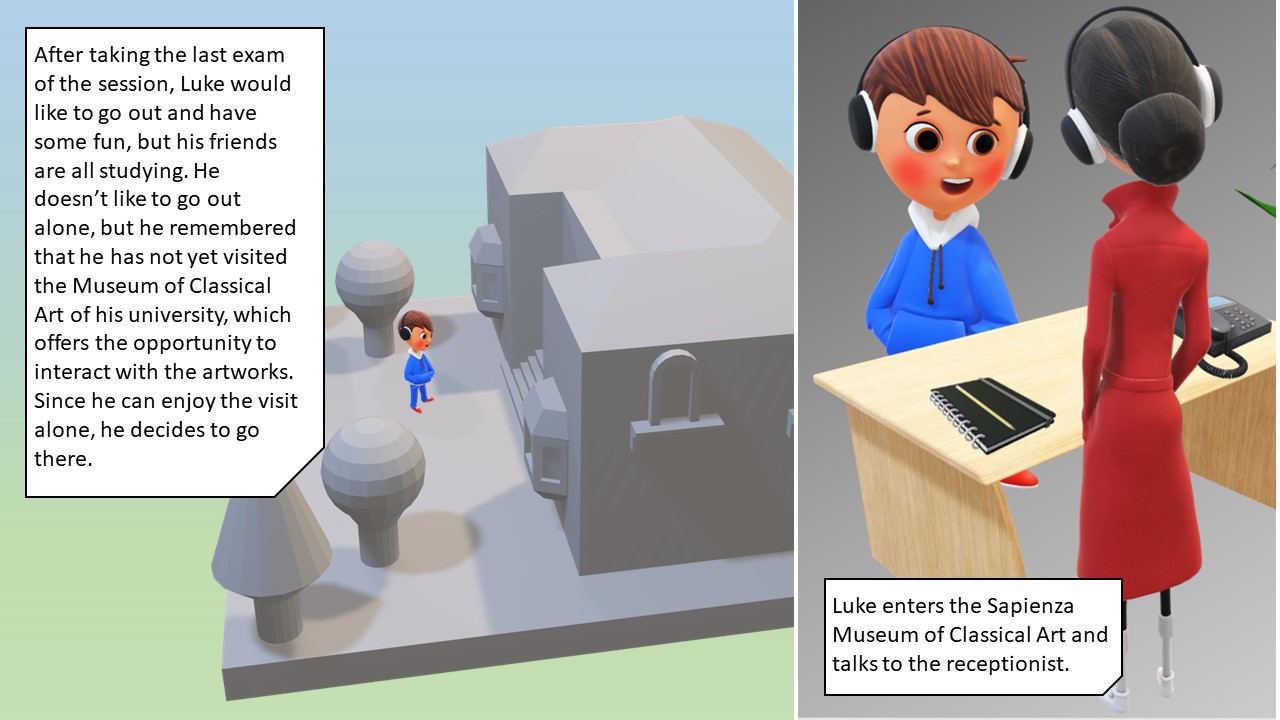 After taking the last exam
of the session, Luke would
like to go out and have
some fun, but his friends
are all studying. He
doesn’t like to go out
alone, but he remembered
that he has not yet visited
the Museum of Classical
Art of his university, which
offers the opportunity to
interact with the artworks.
Since he can enjoy the visit
alone, he decides to go
there.
Luke enters the Sapienza
Museum of Classical Art and
talks to the receptionist.